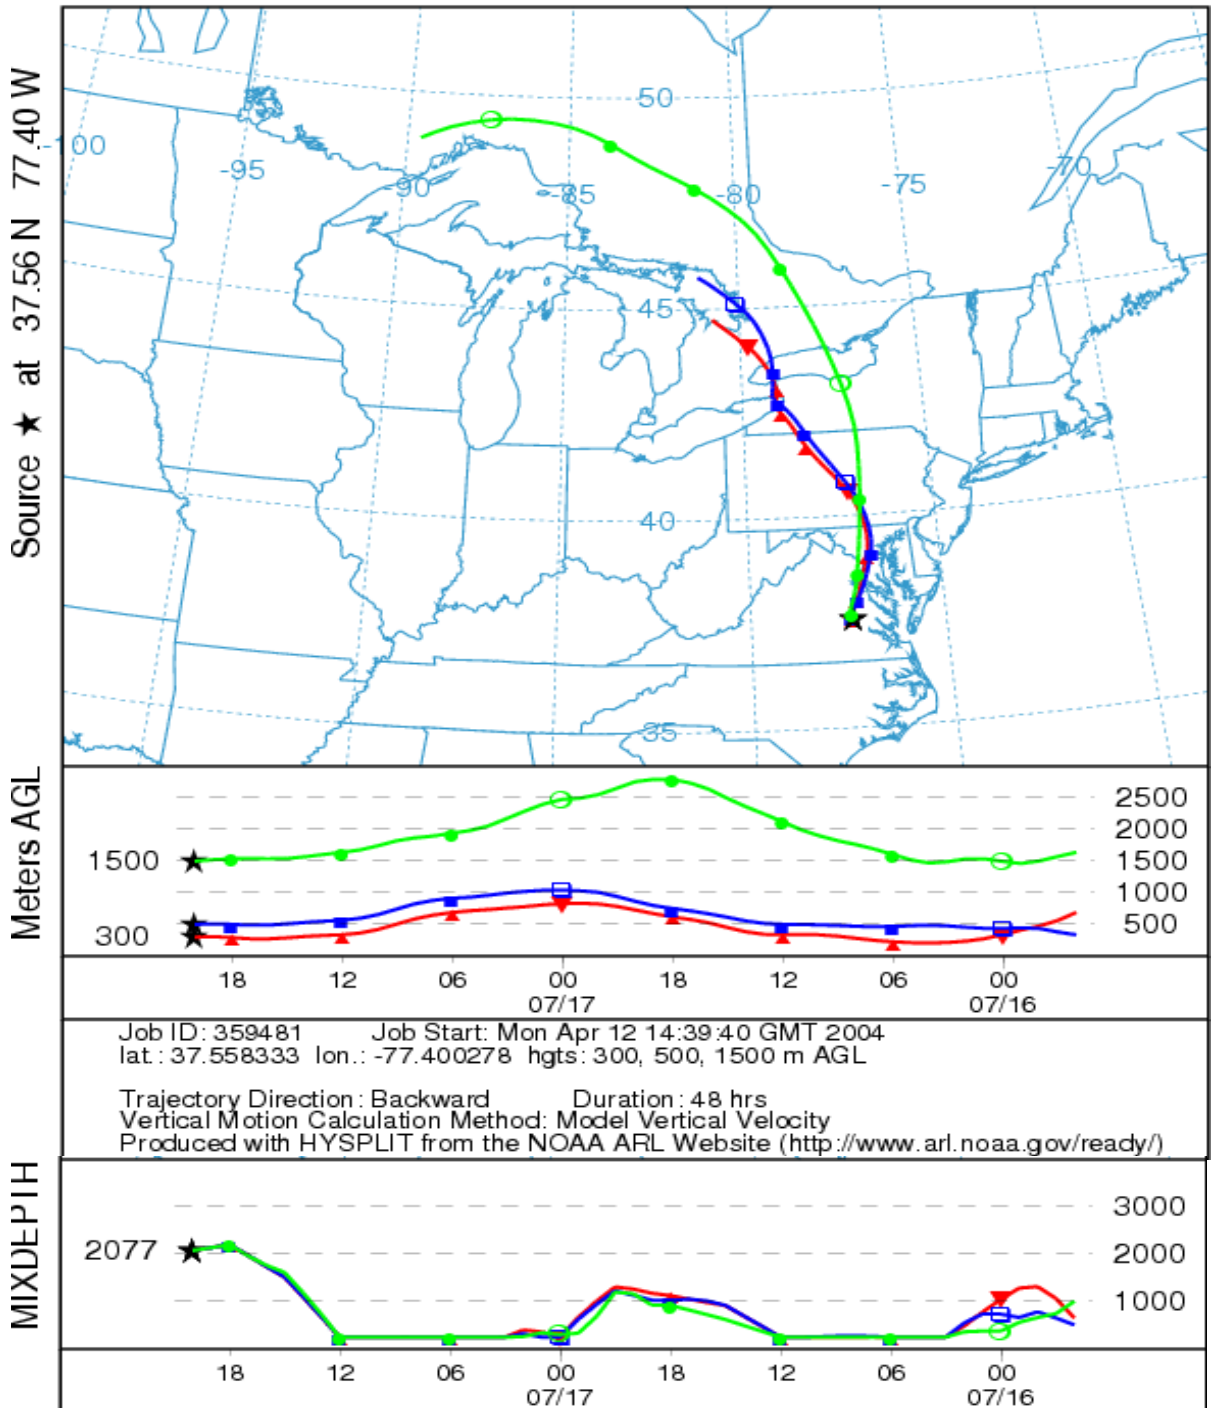 Source ★ at 37.56 N 77.40 W
50
-100
-95
-90
-85
-80
-75
-70
45
40
35
Meters AGL
2500
2000
1500
1500
1000
500
300
18 12 06 00 18 12 06 00
07/17 07/16
Job ID: 359481 Job Start: Mon Apr 12 14:39:40 GMT 2004
lat.: 37.558333 lon.: -77.400278 hgts: 300, 500, 1500 m AGL
Trajectory Direction: Backward Duration: 48 hrs
Vertical Motion Calculation Method: Model Vertical Velocity
Produced with HYSPLIT from the NOAA ARL Website (http://www.arl.noaa.gov/ready/)
MIXDEPTH
3000
2077
2000
1000
18 12 06 00 18 12 06 00
07/17 07/16